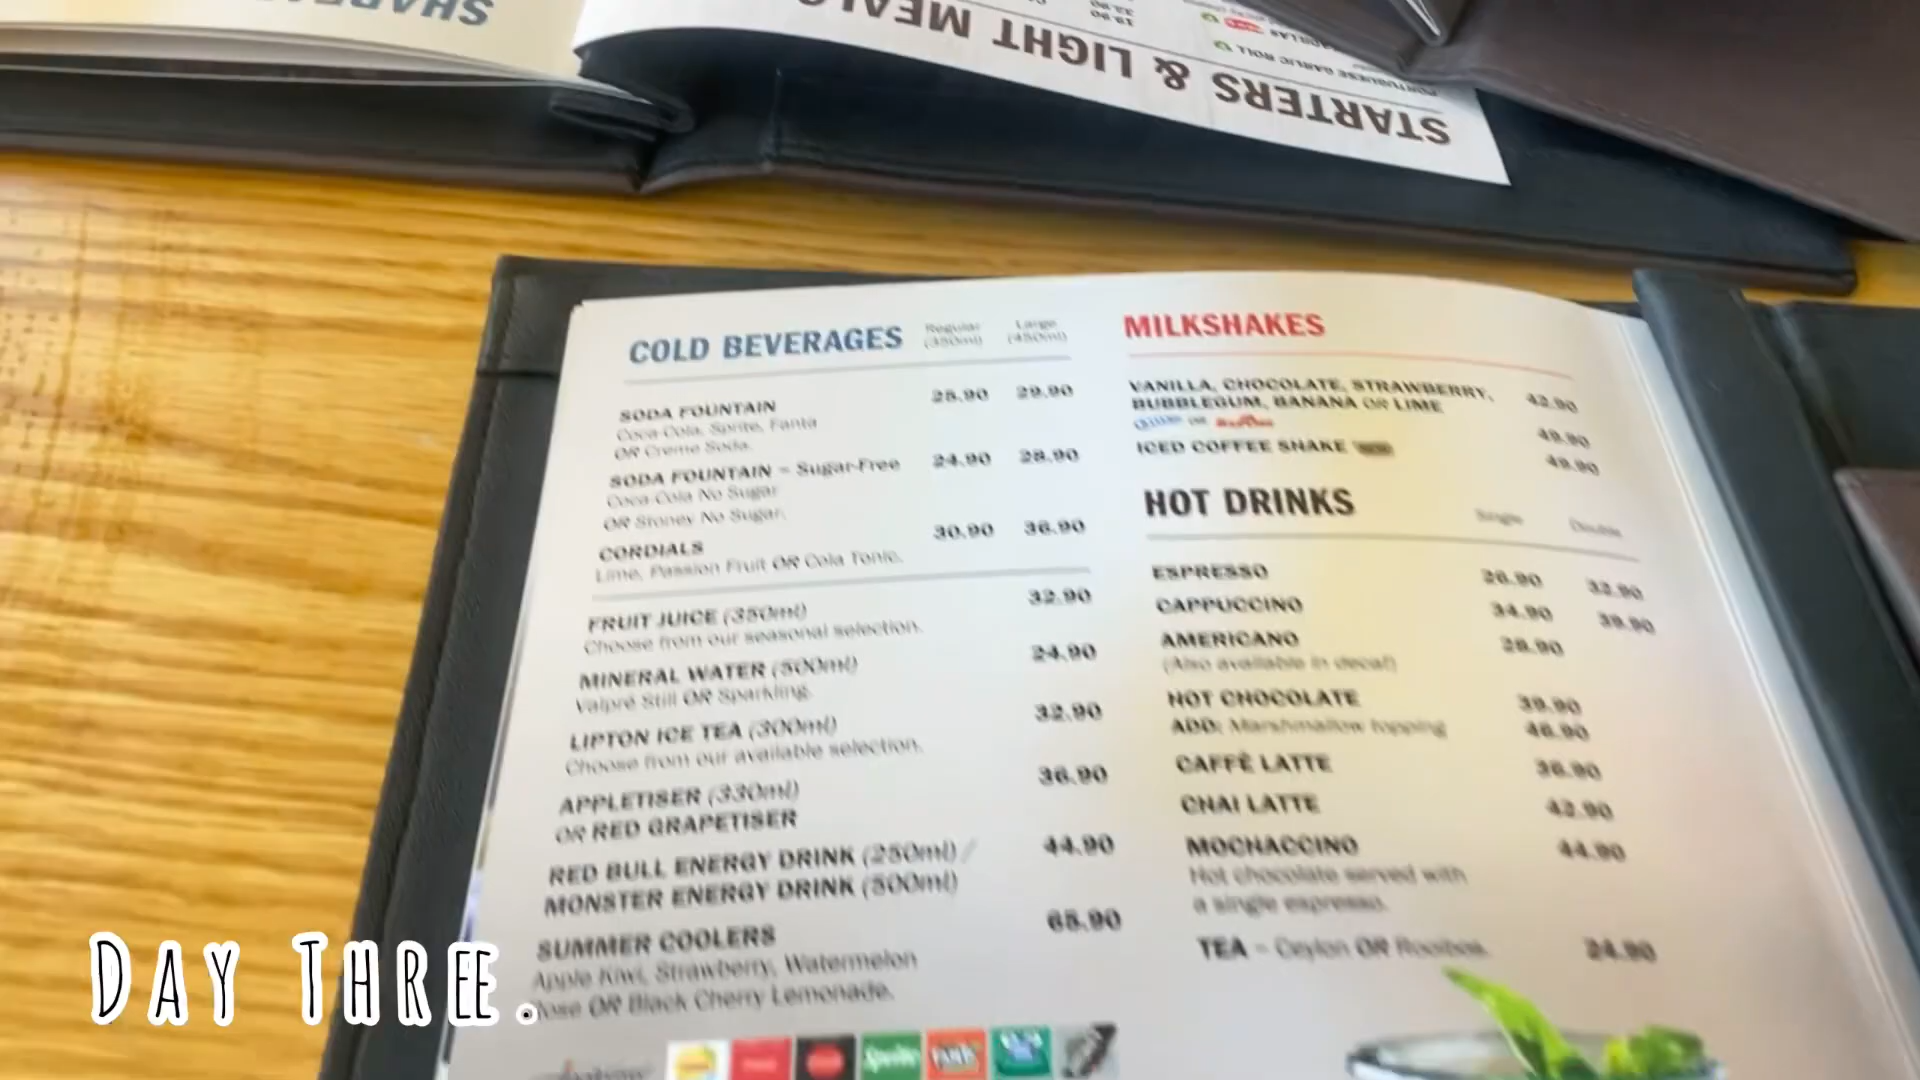 STARTERS & LIGHT MEALS
PORTUGUESE GARLIC ROLL
COLD BEVERAGES
Regular Large
(350ml) (450ml)
SODA FOUNTAIN 25.90 29.90
Coca-Cola, Sprite, Fanta
OR Creme Soda.
SODA FOUNTAIN – Sugar-Free 24.90 28.90
Coca-Cola No Sugar
OR Stoney No Sugar.
CORDIALS 30.90 36.90
Lime, Passion Fruit OR Cola Tonic.
FRUIT JUICE (350ml) 32.90
Choose from our seasonal selection.
MINERAL WATER (500ml) 24.90
Valpré Still OR Sparkling.
LIPTON ICE TEA (300ml) 32.90
Choose from our available selection.
APPLETISER (330ml) 36.90
OR RED GRAPETISER
RED BULL ENERGY DRINK (250ml) / 44.90
MONSTER ENERGY DRINK (500ml)
SUMMER COOLERS 65.90
Apple Kiwi, Strawberry, Watermelon
OR Black Cherry Lemonade.
Sprite
MILKSHAKES
VANILLA, CHOCOLATE, STRAWBERRY, 42.90
BUBBLEGUM, BANANA OR LIME
OR 49.90
ICED COFFEE SHAKE 49.90
HOT DRINKS
Single Double
ESPRESSO 26.90 32.90
CAPPUCCINO 34.90 39.90
AMERICANO 28.90
(Also available in decaf)
HOT CHOCOLATE 39.90
ADD: Marshmallow topping 46.90
CAFFÈ LATTE 36.90
CHAI LATTE 42.90
MOCHACCINO 44.90
Hot chocolate served with
a single espresso.
TEA – Ceylon OR Rooibos. 24.90
DAY THREE.